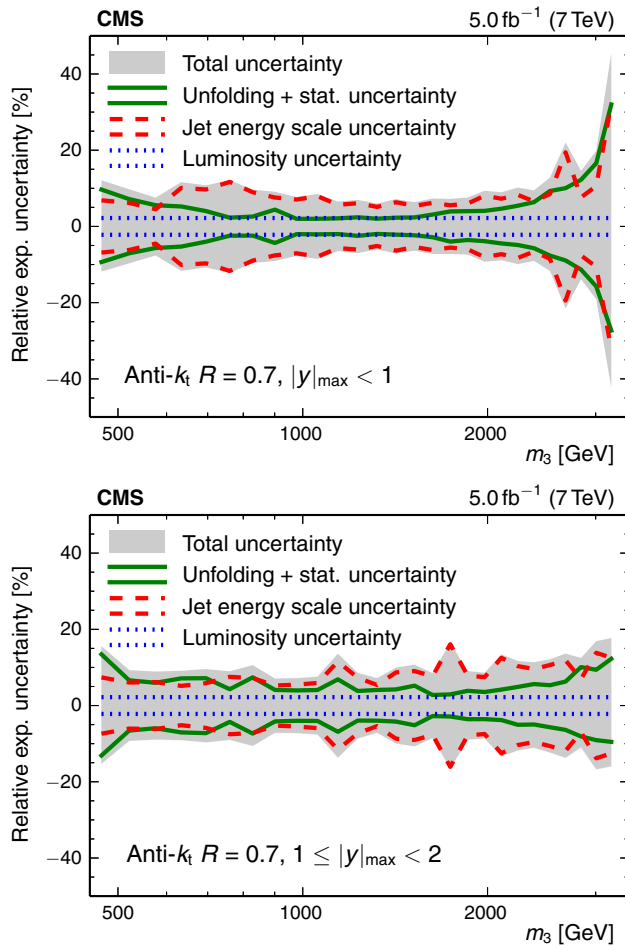 CMS 5.0 fb⁻¹ (7 TeV)
Total uncertainty
Unfolding + stat. uncertainty
Jet energy scale uncertainty
Luminosity uncertainty
Relative exp. uncertainty [%]
40
20
0
−20
−40
Anti-kₜ R = 0.7, |y|max < 1
500 1000 2000
m₃ [GeV]
CMS 5.0 fb⁻¹ (7 TeV)
Total uncertainty
Unfolding + stat. uncertainty
Jet energy scale uncertainty
Luminosity uncertainty
Relative exp. uncertainty [%]
40
20
0
−20
−40
Anti-kₜ R = 0.7, 1 ≤ |y|max < 2
500 1000 2000
m₃ [GeV]